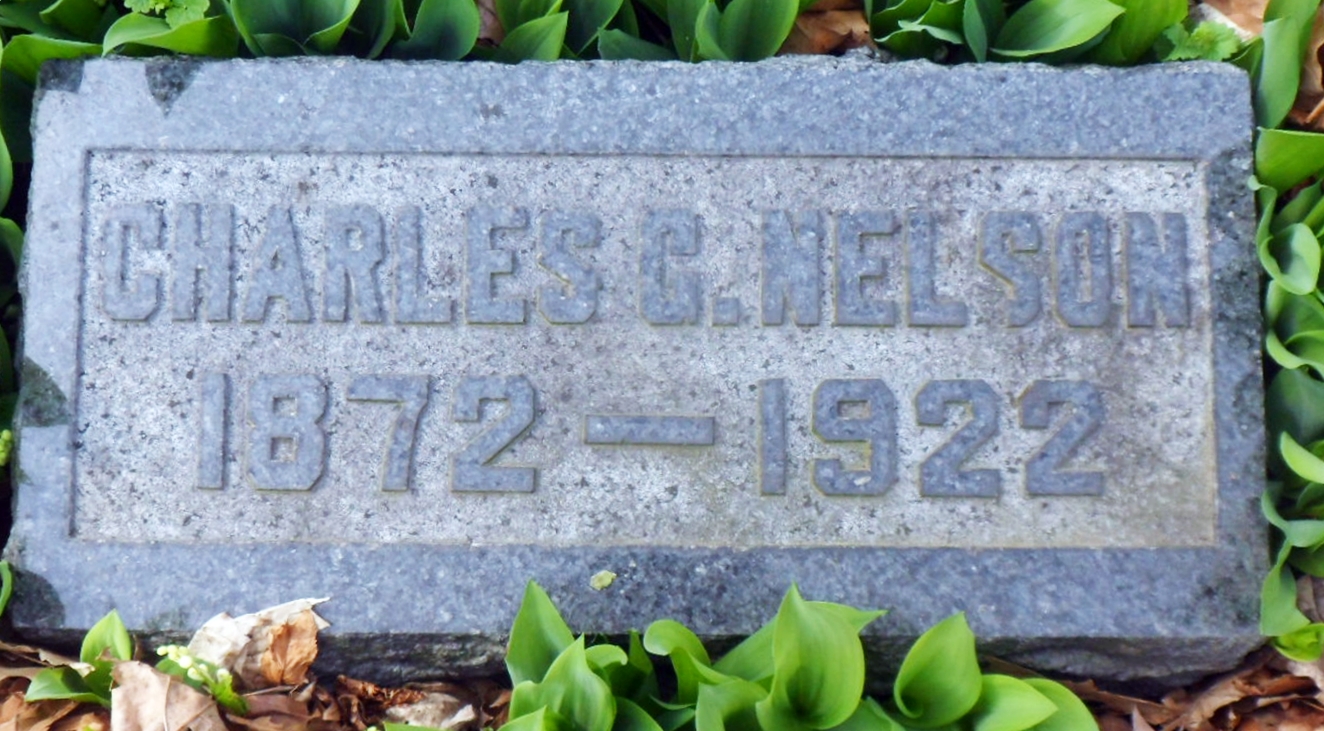 CHARLES G. NELSON
1872 — 1922